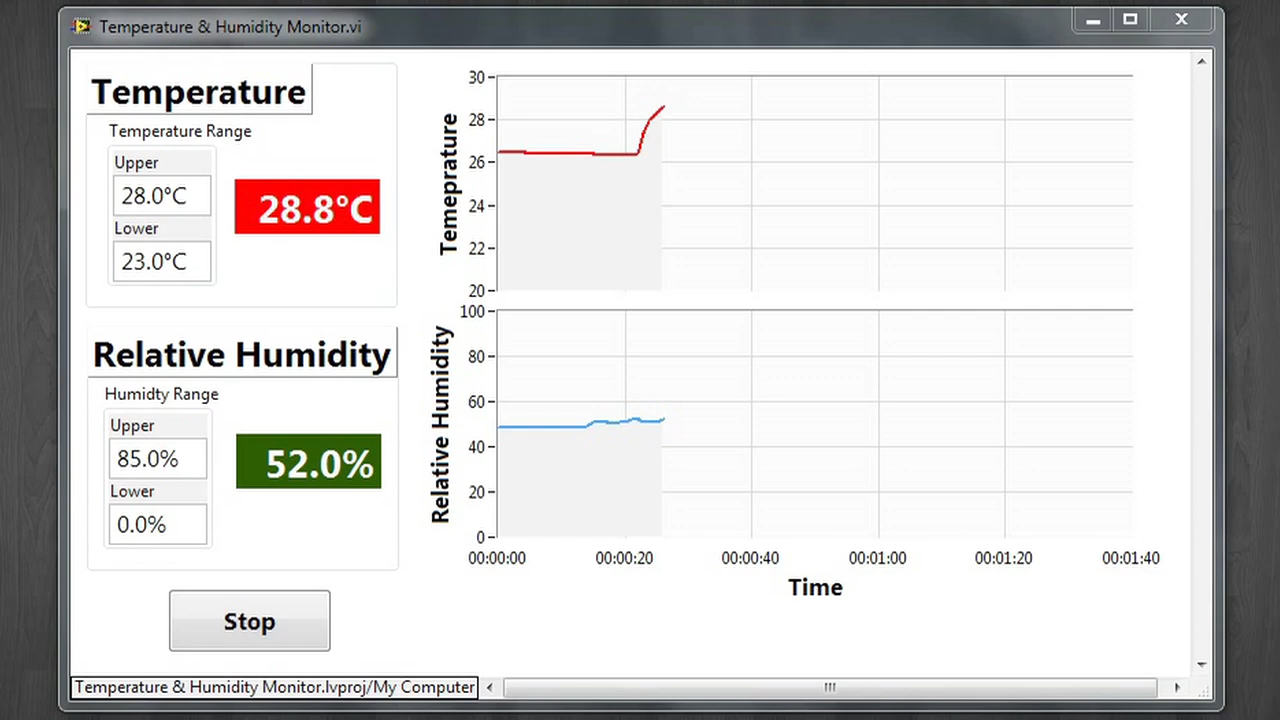 Temperature & Humidity Monitor.vi
Temperature
Temperature Range
Upper
28.0°C
28.8°C
Lower
23.0°C
Relative Humidity
Humidty Range
Upper
85.0%
52.0%
Lower
0.0%
Stop
Temeprature
30
28
26
24
22
20
Relative Humidity
100
80
60
40
20
0
00:00:00 00:00:20 00:00:40 00:01:00 00:01:20 00:01:40
Time
Temperature & Humidity Monitor.lvproj/My Computer